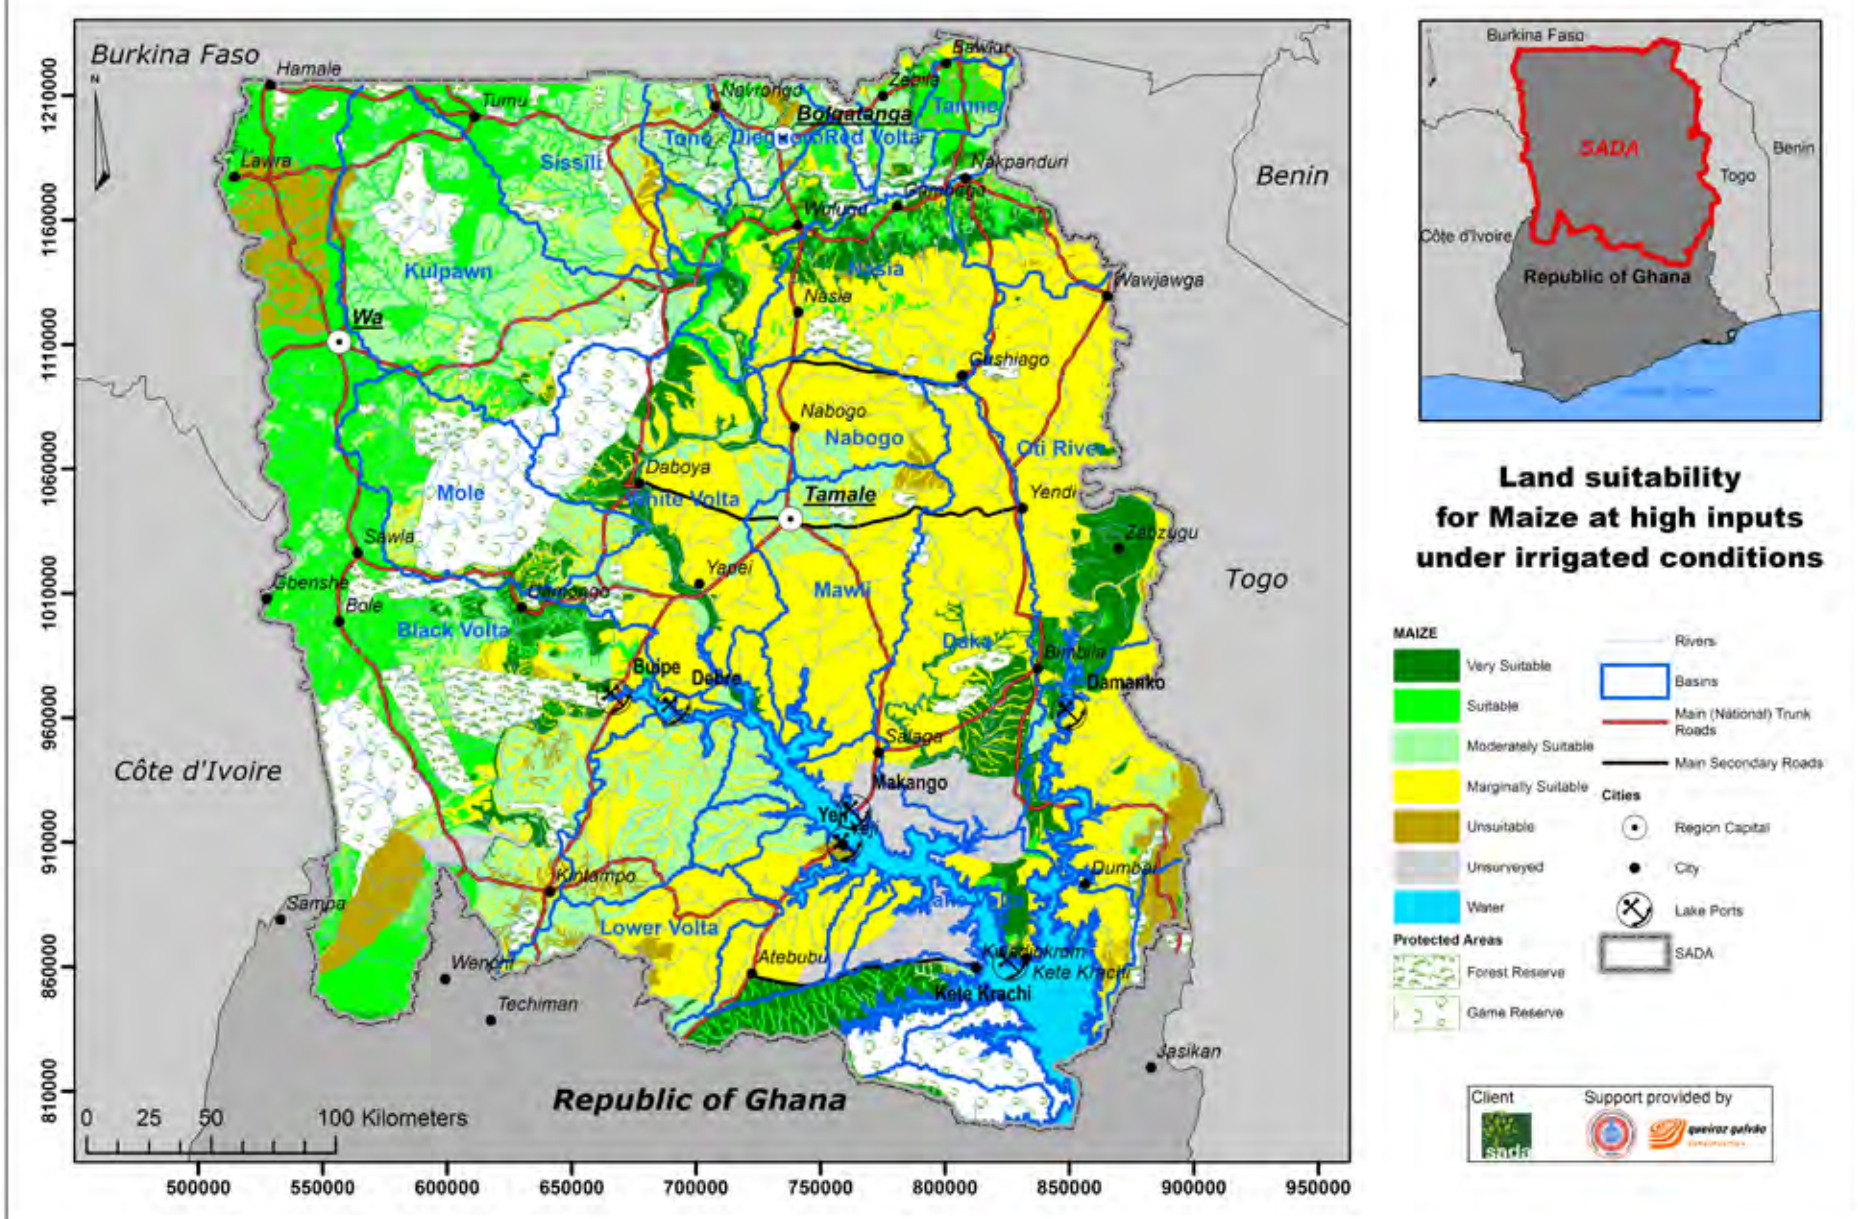 Burkina Faso
Hamale
Tumu
Navrongo
Zebila
Bawku
Bolgatanga
Tamne
Tono
Dieguoro
Red Volta
Sissili
Lawra
Nakpanduri
Gambaga
Wulugu
Kulpawn
Nasia
Nasia
Wawjawga
Benin
Wa
Gushiago
Nabogo
Nabogo
Oti River
Daboya
White Volta
Tamale
Yendi
Mole
Zabzugu
Sawla
Gbenshe
Bole
Damongo
Yapei
Mawli
Togo
Black Volta
Daka
Bimbila
Buipe
Debre
Damanko
Salaga
Côte d'Ivoire
Makango
Yeji
Yeji
Kintampo
Dumbai
Sampa
Lower Volta
Wenchi
Atebubu
Kete Krachi
Kete Krachi
Techiman
Jasikan
Republic of Ghana
N
0 25 50 100 Kilometers
1210000
1160000
1110000
1060000
1010000
960000
910000
860000
810000
500000 550000 600000 650000 700000 750000 800000 850000 900000 950000
Burkina Faso
SADA
Benin
Togo
Côte d'Ivoire
Republic of Ghana
Land suitability
for Maize at high inputs
under irrigated conditions
MAIZE
Very Suitable
Suitable
Moderately Suitable
Marginally Suitable
Unsuitable
Unsurveyed
Water
Protected Areas
Forest Reserve
Game Reserve
Rivers
Basins
Main (National) Trunk
Roads
Main Secondary Roads
Cities
Region Capital
City
Lake Ports
SADA
Client
Support provided by
sada
queiroz galvão